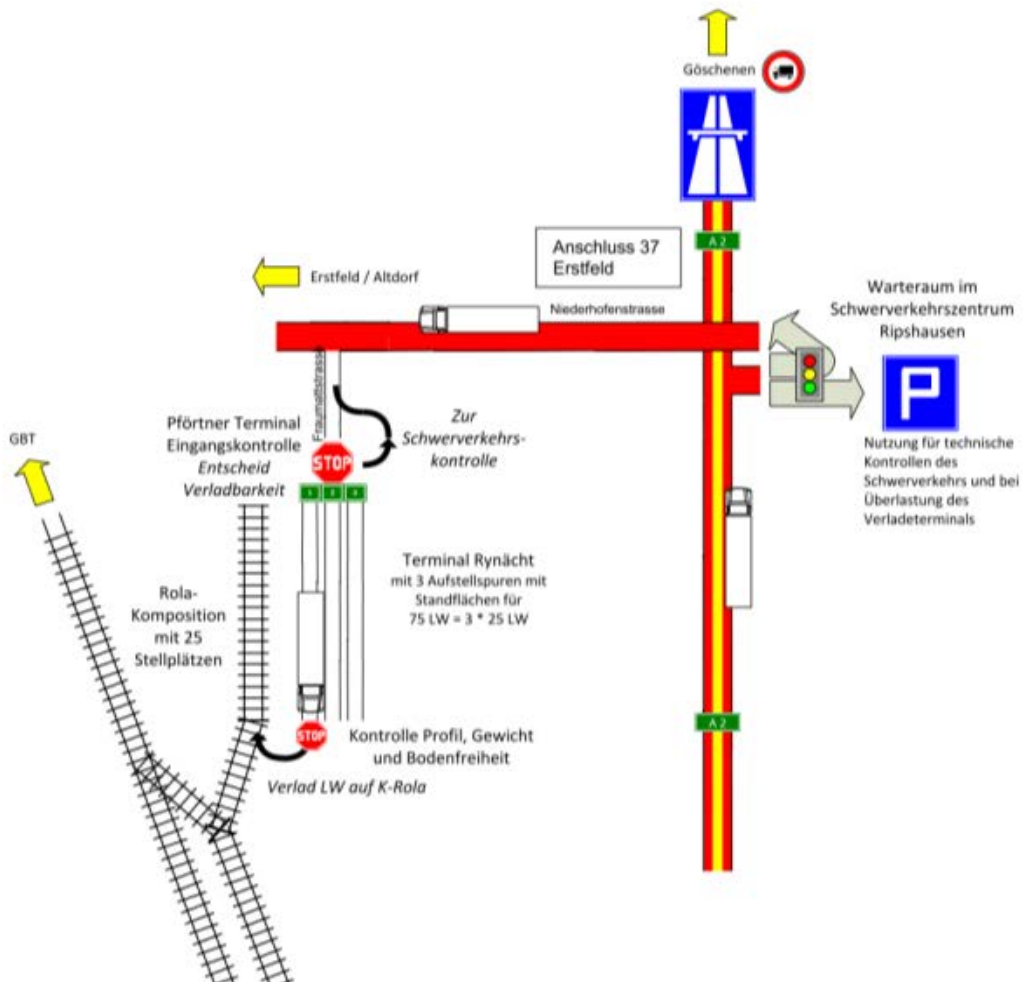 Göschenen
A 2
Anschluss 37
Erstfeld
Erstfeld / Altdorf
Niederhofenstrasse
Warteraum im
Schwerverkehrszentrum
Ripshausen
P
Nutzung für technische
Kontrollen des
Schwerverkehrs und bei
Überlastung des
Verladeterminals
Fraumattstrasse
Pförtner Terminal
Eingangskontrolle
Entscheid
Verladbarkeit
STOP
Zur
Schwerverkehrs-
kontrolle
GBT
Terminal Rynächt
mit 3 Aufstellspuren mit
Standflächen für
75 LW = 3 * 25 LW
Rola-
Komposition
mit 25
Stellplätzen
A 2
STOP
Kontrolle Profil, Gewicht
und Bodenfreiheit
Verlad LW auf K-Rola